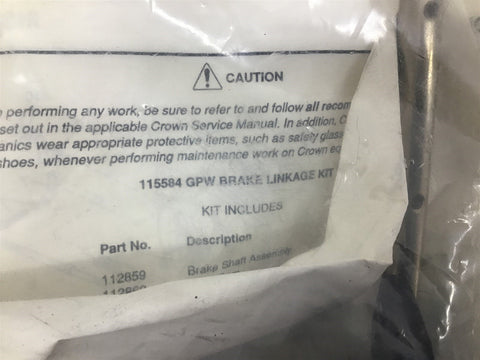 CAUTION
performing any work, be sure to refer to and follow all recom
set out in the applicable Crown Service Manual. In addition, C
anics wear appropriate protective items, such as safety glass
shoes, whenever performing maintenance work on Crown eq
115584 GPW BRAKE LINKAGE KIT
KIT INCLUDES
Part No. Description
112859 Brake Shaft Assembly